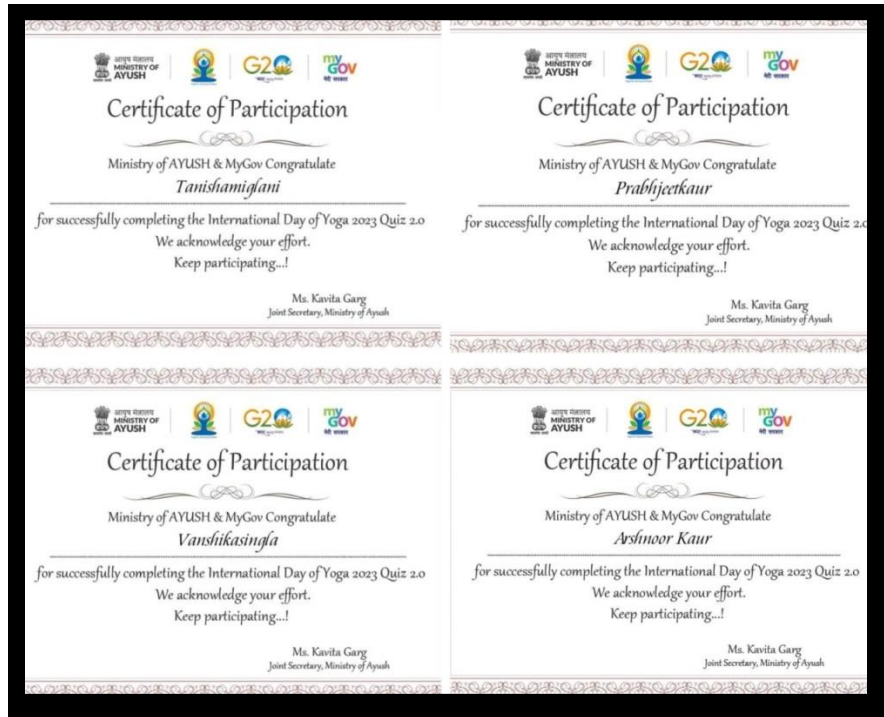 आयुष मंत्रालय
MINISTRY OF
AYUSH
G20
my
GOV
मेरी सरकार
Certificate of Participation
Ministry of AYUSH & MyGov Congratulate
Tanishamiglani
for successfully completing the International Day of Yoga 2023 Quiz 2.0
We acknowledge your effort.
Keep participating...!
Ms. Kavita Garg
Joint Secretary, Ministry of Ayush
आयुष मंत्रालय
MINISTRY OF
AYUSH
G20
my
GOV
मेरी सरकार
Certificate of Participation
Ministry of AYUSH & MyGov Congratulate
Prabhjeetkaur
for successfully completing the International Day of Yoga 2023 Quiz 2.0
We acknowledge your effort.
Keep participating...!
Ms. Kavita Garg
Joint Secretary, Ministry of Ayush
आयुष मंत्रालय
MINISTRY OF
AYUSH
G20
my
GOV
मेरी सरकार
Certificate of Participation
Ministry of AYUSH & MyGov Congratulate
Vanshikasingla
for successfully completing the International Day of Yoga 2023 Quiz 2.0
We acknowledge your effort.
Keep participating...!
Ms. Kavita Garg
Joint Secretary, Ministry of Ayush
आयुष मंत्रालय
MINISTRY OF
AYUSH
G20
my
GOV
मेरी सरकार
Certificate of Participation
Ministry of AYUSH & MyGov Congratulate
Arshnoor Kaur
for successfully completing the International Day of Yoga 2023 Quiz 2.0
We acknowledge your effort.
Keep participating...!
Ms. Kavita Garg
Joint Secretary, Ministry of Ayush